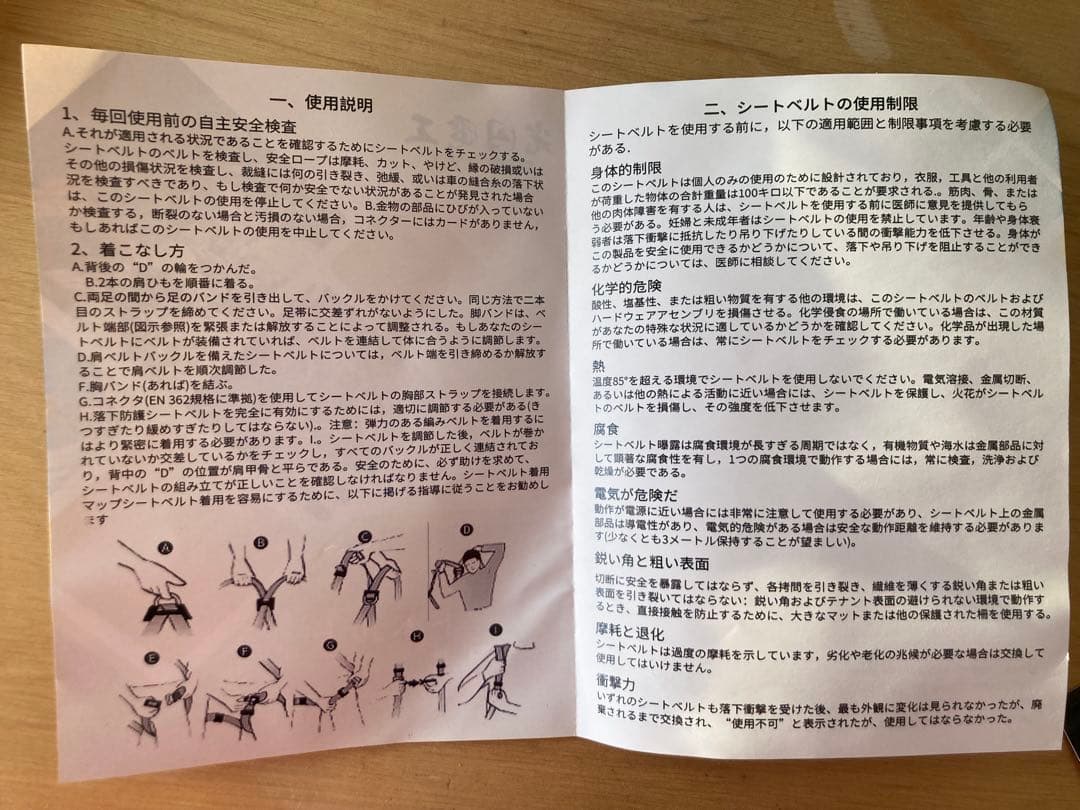 一、使用説明
1、毎回使用前の自主安全検査
A.それが適用される状況であることを確認するためにシートベルトをチェックする。
シートベルトのベルトを検査し、安全ロープは摩耗、カット、やけど、縁の破損或いは
その他の損傷状況を検査し、裁縫には何の引き裂き、弛緩、或いは車の縫合糸の落下状
況を検査すべきであり、もし検査で何か安全でない状況があることが発見された場合
は、このシートベルトの使用を停止してください。B.金物の部品にひびが入っていない
か検査する，断裂のない場合と汚損のない場合，コネクターにはカードがありません，
もしあればこのシートベルトの使用を中止してください。
2、着こなし方
A.背後の“D”の輪をつかんだ。
B.2本の肩ひもを順番に着る。
C.両足の間から足のバンドを引き出して、バックルをかけてください。同じ方法で二本
目のストラップを締めてください。足帯に交差ずれがないようにした。脚バンドは、ベ
ルト端部(図示参照)を緊張または解放することによって調整される。もしあなたのシー
トベルトにベルトが装備されていれば、ベルトを連結して体に合うように調節します。
D.肩ベルトバックルを備えたシートベルトについては，ベルト端を引き締めるか解放す
ることで肩ベルトを順次調節した。
F.胸バンド(あれば)を結ぶ。
G.コネクタ(EN 362規格に準拠)を使用してシートベルトの胸部ストラップを接続します。
H.落下防護シートベルトを完全に有効にするためには，適切に調節する必要がある(き
つすぎたり緩めすぎたりしてはならない).。注意：弾力のある編みベルトを着用するに
はより緊密に着用する必要があります。I.。シートベルトを調節した後，ベルトが巻か
れていないか交差しているかをチェックし，すべてのバックルが正しく連結されてお
り，背中の“D”の位置が肩甲骨と平らである。安全のために，必ず助けを求めて，
シートベルトの組み立てが正しいことを確認しなければなりません。シートベルト着用
マップシートベルト着用を容易にするために、以下に掲げる指導に従うことをお勧めし
ます
A B C D
E F G H I
二、シートベルトの使用制限
シートベルトを使用する前に，以下の適用範囲と制限事項を考慮する必要
がある．
身体的制限
このシートベルトは個人のみの使用のために設計されており，衣服，工具と他の利用者
が荷重した物体の合計重量は100キロ以下であることが要求される.。筋肉、骨、または
他の肉体障害を有する人は、シートベルトを使用する前に医師に意見を提供してもら
う必要がある。妊婦と未成年者はシートベルトの使用を禁止しています。年齢や身体衰
弱者は落下衝撃に抵抗したり吊り下げたりしている間の衝撃能力を低下させる。身体が
この製品を安全に使用できるかどうかについて、落下や吊り下げを阻止することができ
るかどうかについては、医師に相談してください。
化学的危険
酸性、塩基性、または粗い物質を有する他の環境は、このシートベルトのベルトおよび
ハードウェアアセンブリを損傷させる。化学侵食の場所で働いている場合は、この材質
があなたの特殊な状況に適しているかどうかを確認してください。化学品が出現した場
所で働いている場合は、常にシートベルトをチェックする必要があります。
熱
温度85°を超える環境でシートベルトを使用しないでください。電気溶接、金属切断、
あるいは他の熱による活動に近い場合には、シートベルトを保護し、火花がシートベル
トのベルトを損傷し、その強度を低下させます。
腐食
シートベルト曝露は腐食環境が長すぎる周期ではなく，有機物質や海水は金属部品に対
して顕著な腐食性を有し，1つの腐食環境で動作する場合には，常に検査，洗浄および
乾燥が必要である。
電気が危険だ
動作が電源に近い場合には非常に注意して使用する必要があり、シートベルト上の金属
部品は導電性があり、電気的危険がある場合は安全な動作距離を維持する必要がありま
す(少なくとも3メートル保持することが望ましい)。
鋭い角と粗い表面
切断に安全を暴露してはならず、各拷問を引き裂き、繊維を薄くする鋭い角または粗い
表面を引き裂いてはならない：鋭い角およびテナント表面の避けられない環境で動作す
るとき、直接接触を防止するために、大きなマットまたは他の保護された柵を使用する。
摩耗と退化
シートベルトは過度の摩耗を示しています，劣化や老化の兆候が必要な場合は交換して
使用してはいけません。
衝撃力
いずれのシートベルトも落下衝撃を受けた後、最も外観に変化は見られなかったが、廃
棄されるまで交換され、“使用不可”と表示されたが、使用してはならなかった。